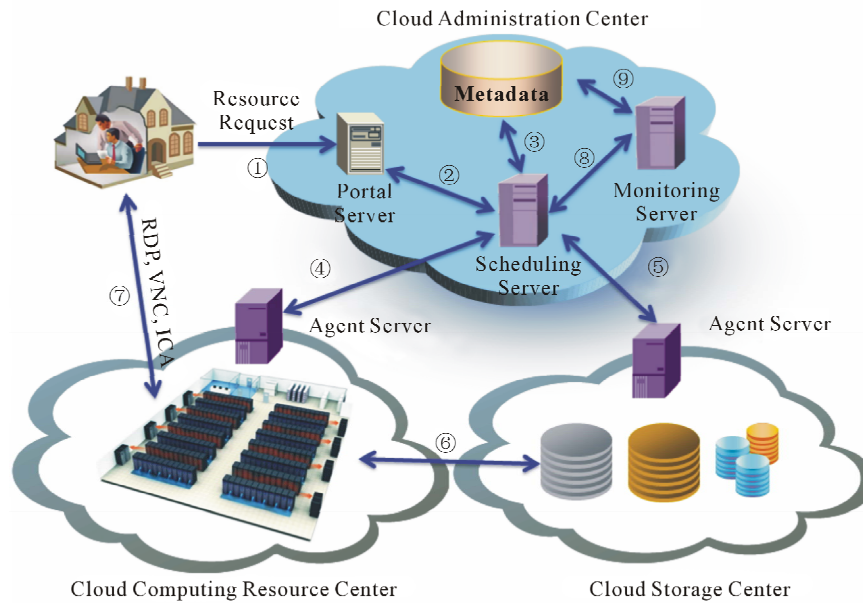 Cloud Administration Center
Metadata
⑨
Resource
Request
①
③
⑧
②
Portal
Server
Monitoring
Server
④
Scheduling
Server
⑤
RDP, VNC, ICA
⑦
Agent Server
Agent Server
⑥
Cloud Computing Resource Center
Cloud Storage Center